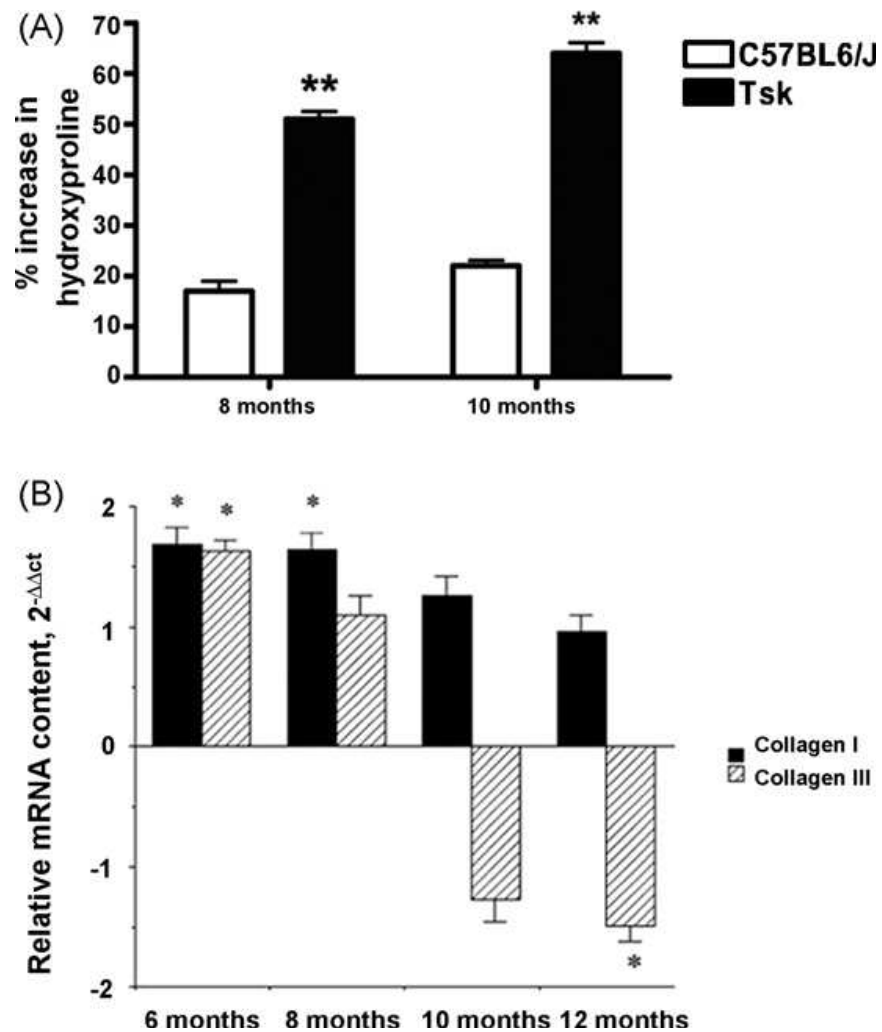 (A)
% increase in
hydroxyproline
70
60
50
40
30
20
10
0
**
**
C57BL6/J
Tsk
8 months
10 months
(B)
Relative mRNA content, 2-ΔΔct
2
1
0
-1
-2
*
*
*
*
Collagen I
Collagen III
6 months
8 months
10 months
12 months